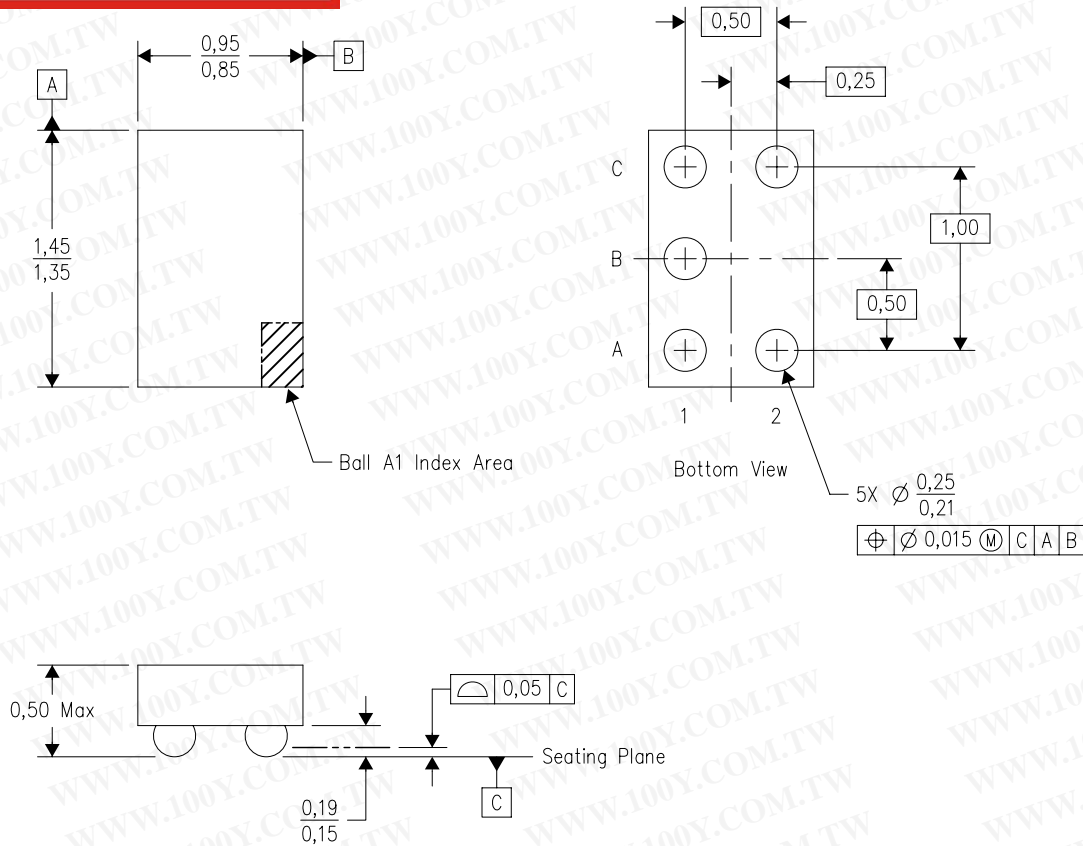 0,95
0,85
B
A
1,45
1,35
Ball A1 Index Area
0,50
0,25
C
B
A
1 2
1,00
0,50
Bottom View
5X Ø 0,25
0,21
⌖ Ø 0,015 Ⓜ C A B
0,50 Max
⌓ 0,05 C
Seating Plane
C
0,19
0,15
WWW.100Y.COM.TW